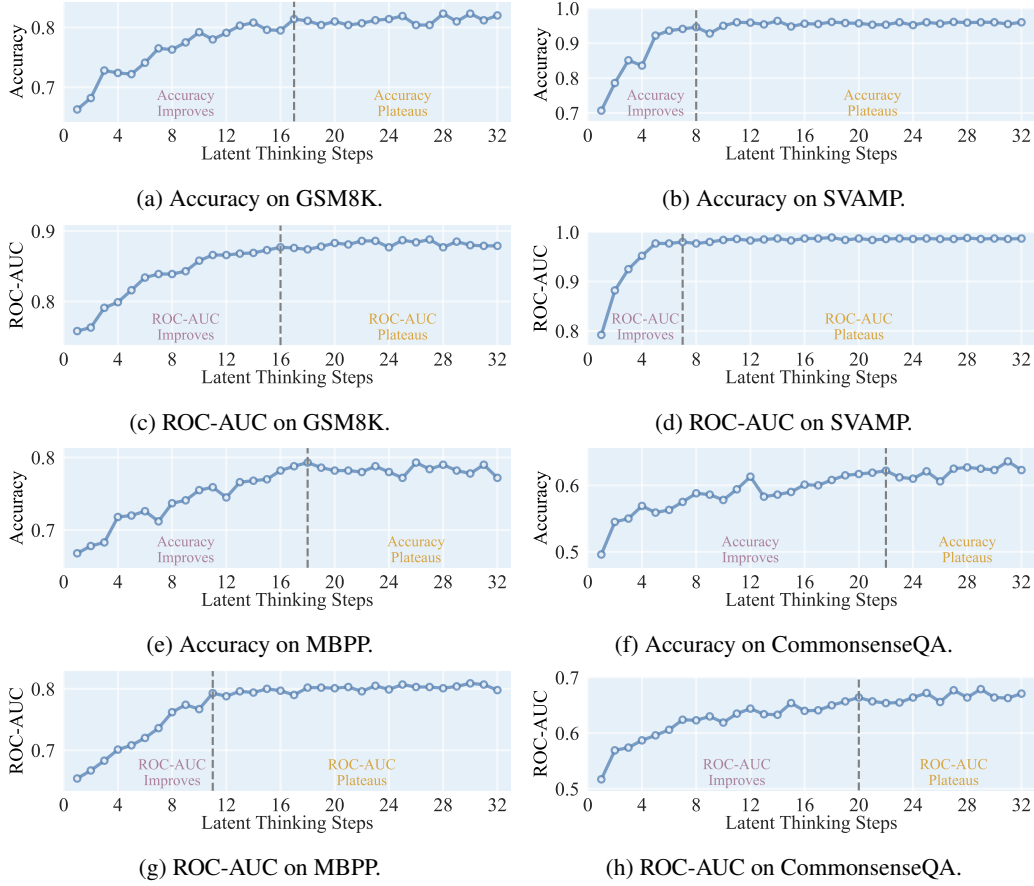 Accuracy
0.8
0.7
Accuracy
Improves
Accuracy
Plateaus
0 4 8 12 16 20 24 28 32
Latent Thinking Steps
(a) Accuracy on GSM8K.
Accuracy
1.0
0.9
0.8
0.7
Accuracy
Improves
Accuracy
Plateaus
0 4 8 12 16 20 24 28 32
Latent Thinking Steps
(b) Accuracy on SVAMP.
ROC-AUC
0.9
0.8
ROC-AUC
Improves
ROC-AUC
Plateaus
0 4 8 12 16 20 24 28 32
Latent Thinking Steps
(c) ROC-AUC on GSM8K.
ROC-AUC
1.0
0.9
0.8
ROC-AUC
Improves
ROC-AUC
Plateaus
0 4 8 12 16 20 24 28 32
Latent Thinking Steps
(d) ROC-AUC on SVAMP.
Accuracy
0.8
0.7
Accuracy
Improves
Accuracy
Plateaus
0 4 8 12 16 20 24 28 32
Latent Thinking Steps
(e) Accuracy on MBPP.
Accuracy
0.6
0.5
Accuracy
Improves
Accuracy
Plateaus
0 4 8 12 16 20 24 28 32
Latent Thinking Steps
(f) Accuracy on CommonsenseQA.
ROC-AUC
0.8
0.7
ROC-AUC
Improves
ROC-AUC
Plateaus
0 4 8 12 16 20 24 28 32
Latent Thinking Steps
(g) ROC-AUC on MBPP.
ROC-AUC
0.7
0.6
0.5
ROC-AUC
Improves
ROC-AUC
Plateaus
0 4 8 12 16 20 24 28 32
Latent Thinking Steps
(h) ROC-AUC on CommonsenseQA.